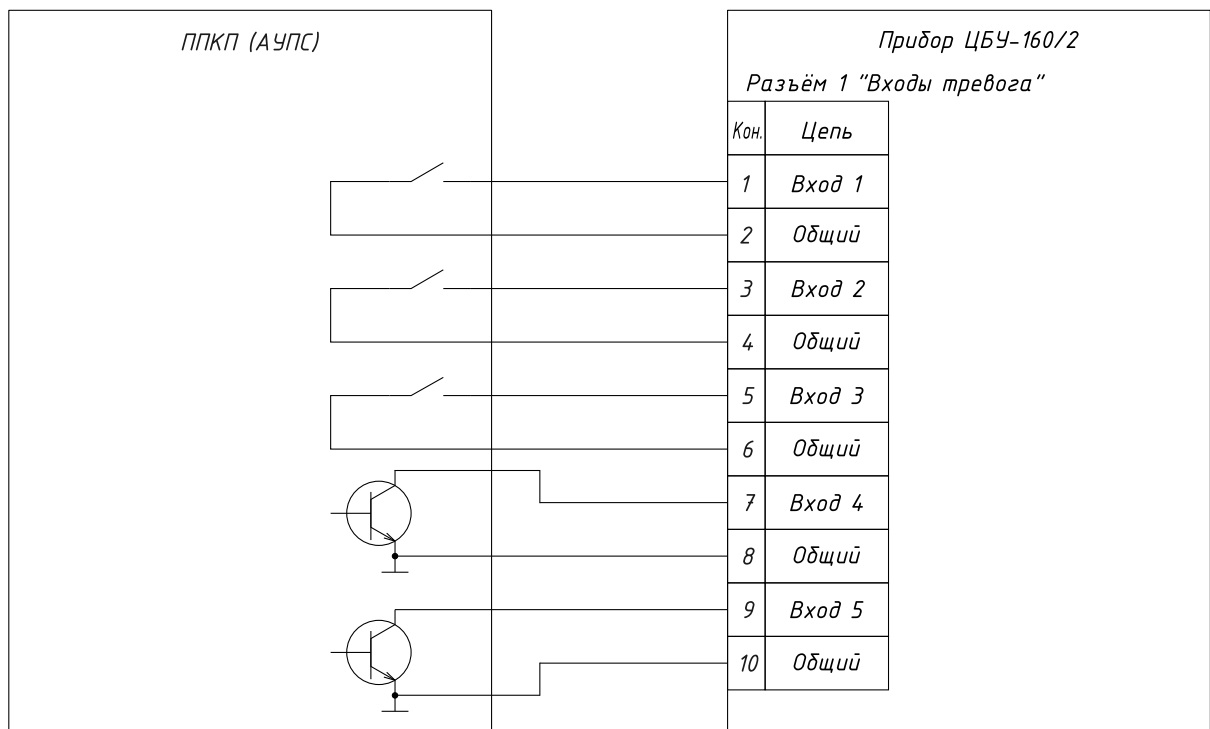 ППКП (АУПС)
Прибор ЦБУ-160/2
Разъём 1 "Входы тревога"
Кон. Цепь
1 Вход 1
2 Общий
3 Вход 2
4 Общий
5 Вход 3
6 Общий
7 Вход 4
8 Общий
9 Вход 5
10 Общий